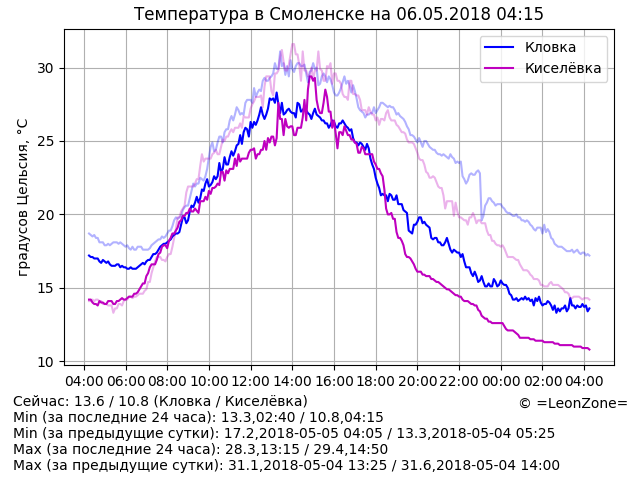 Температура в Смоленске на 06.05.2018 04:15
Кловка
Киселёвка
градусов Цельсия, °C
30
25
20
15
10
04:00 06:00 08:00 10:00 12:00 14:00 16:00 18:00 20:00 22:00 00:00 02:00 04:00
Сейчас: 13.6 / 10.8 (Кловка / Киселёвка)
© =LeonZone=
Min (за последние 24 часа): 13.3,02:40 / 10.8,04:15
Min (за предыдущие сутки): 17.2,2018-05-05 04:05 / 13.3,2018-05-04 05:25
Max (за последние 24 часа): 28.3,13:15 / 29.4,14:50
Max (за предыдущие сутки): 31.1,2018-05-04 13:25 / 31.6,2018-05-04 14:00